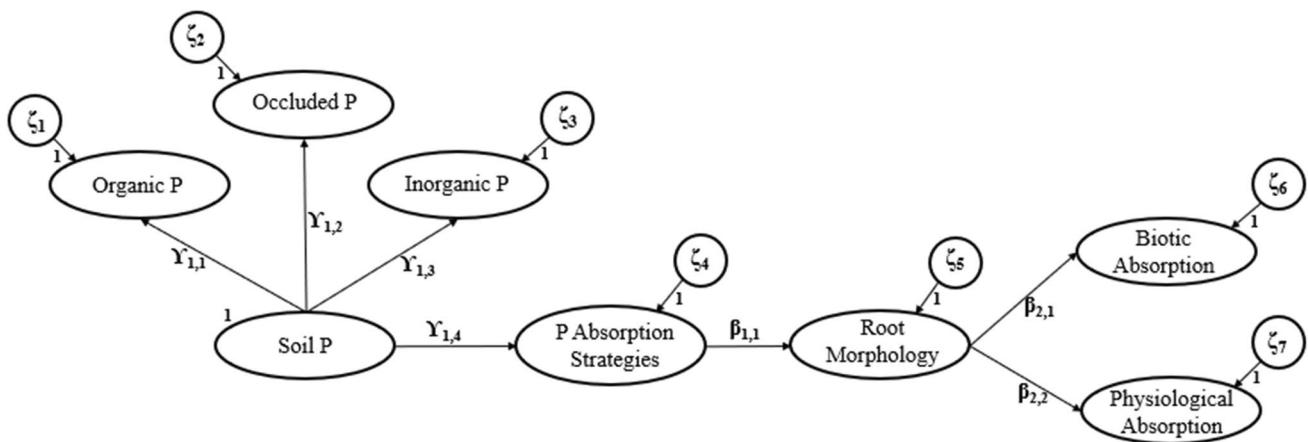 ζ₂
1
Occluded P
ζ₁
1
Organic P
ζ₃
1
Inorganic P
ϒ₁,₁
ϒ₁,₂
ϒ₁,₃
1
Soil P
ϒ₁,₄
ζ₄
1
P Absorption
Strategies
β₁,₁
ζ₅
1
Root
Morphology
β₂,₁
β₂,₂
ζ₆
1
Biotic
Absorption
ζ₇
1
Physiological
Absorption